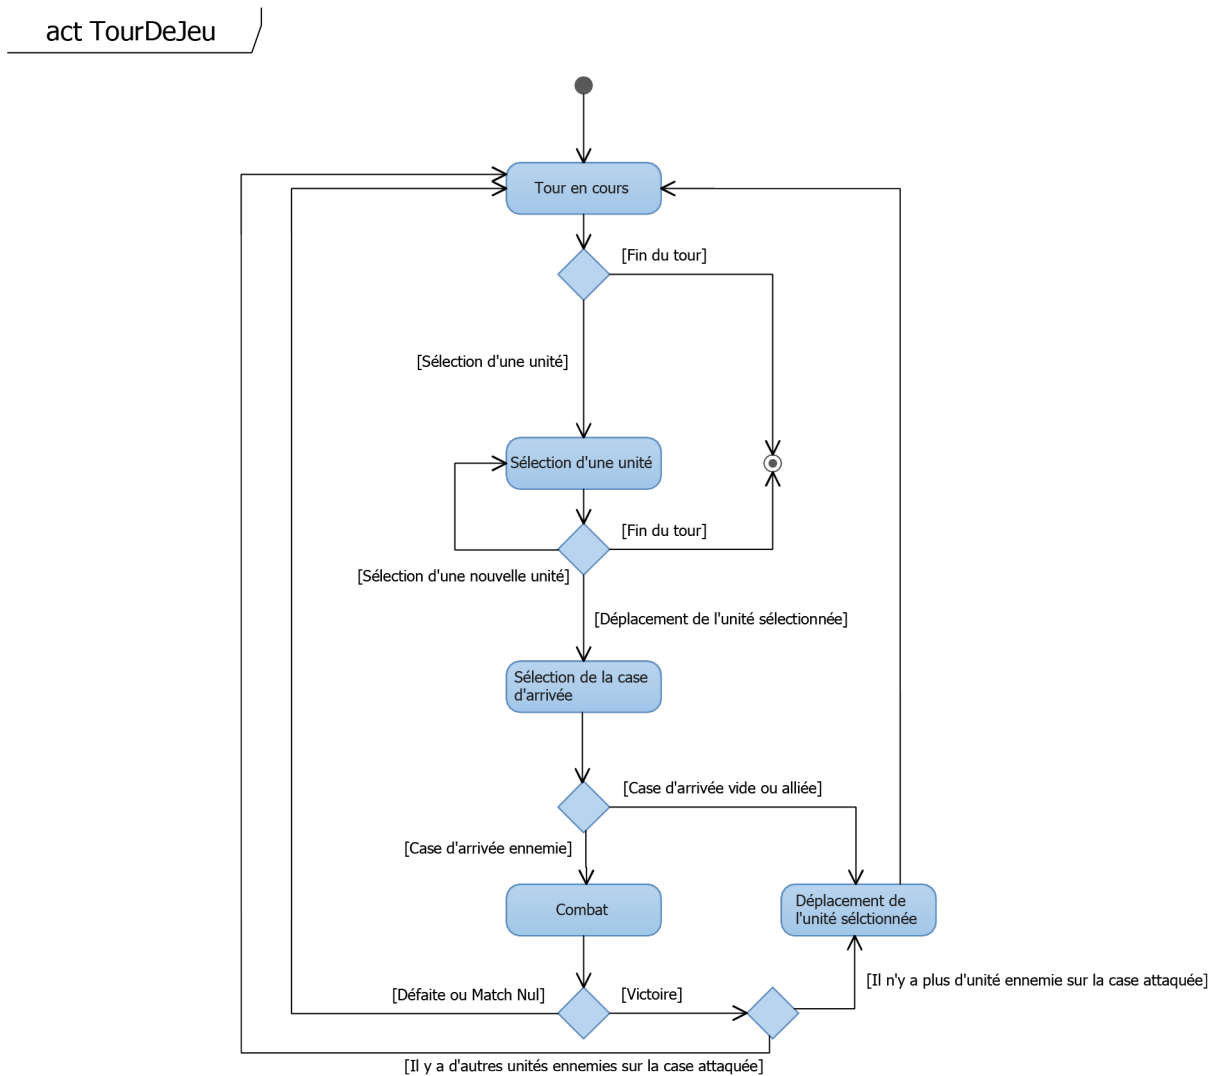 act TourDeJeu
Tour en cours
[Fin du tour]
[Sélection d'une unité]
Sélection d'une unité
[Fin du tour]
[Sélection d'une nouvelle unité]
[Déplacement de l'unité sélectionnée]
Sélection de la case
d'arrivée
[Case d'arrivée vide ou alliée]
[Case d'arrivée ennemie]
Combat
Déplacement de
l'unité sélctionnée
[Il n'y a plus d'unité ennemie sur la case attaquée]
[Défaite ou Match Nul]
[Victoire]
[Il y a d'autres unités ennemies sur la case attaquée]